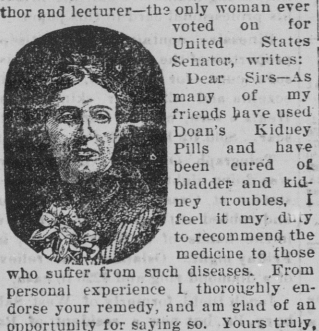 thor and lecturer—the only woman ever
voted on for
United States
Senator, writes:
Dear Sirs—As
many of my
friends have used
Doan's Kidney
Pills and have
been cured of
bladder and kid-
ney troubles, I
feel it my duty
to recommend the
medicine to those
who suffer from such diseases. From
personal experience I thoroughly en-
dorse your remedy, and am glad of an
opportunity for saying so. Yours truly,